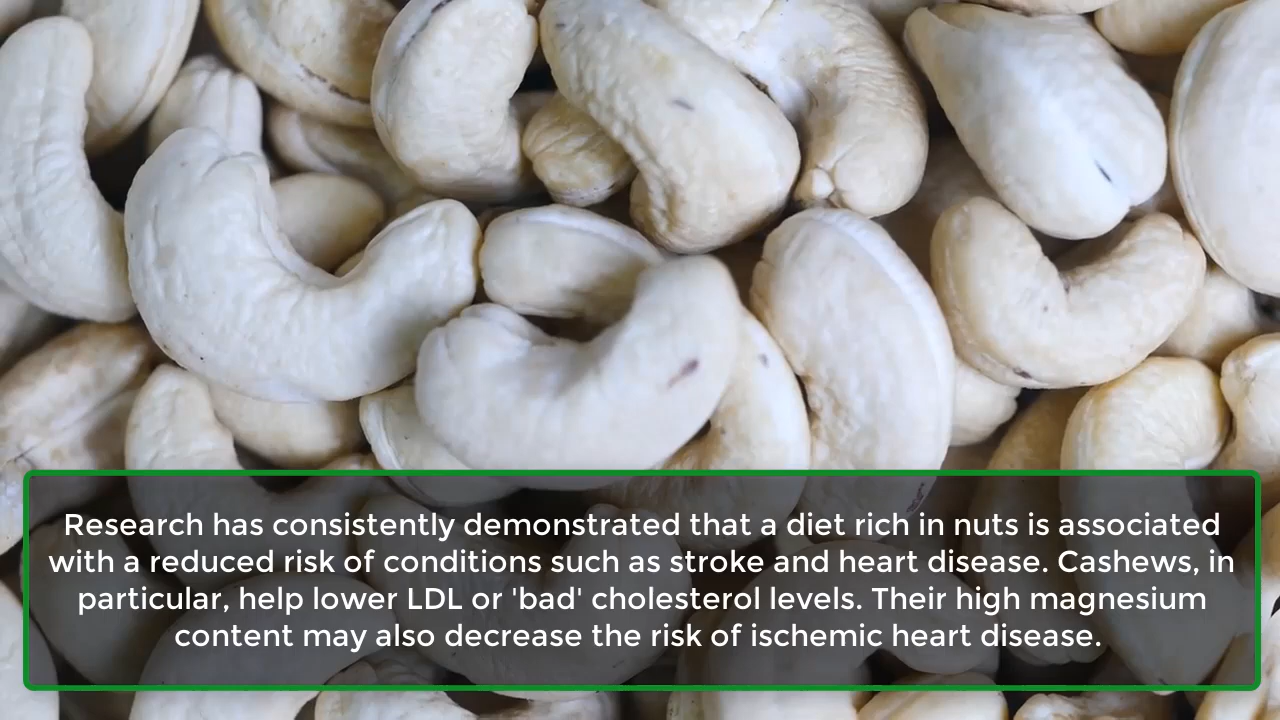 Research has consistently demonstrated that a diet rich in nuts is associated
with a reduced risk of conditions such as stroke and heart disease. Cashews, in
particular, help lower LDL or 'bad' cholesterol levels. Their high magnesium
content may also decrease the risk of ischemic heart disease.